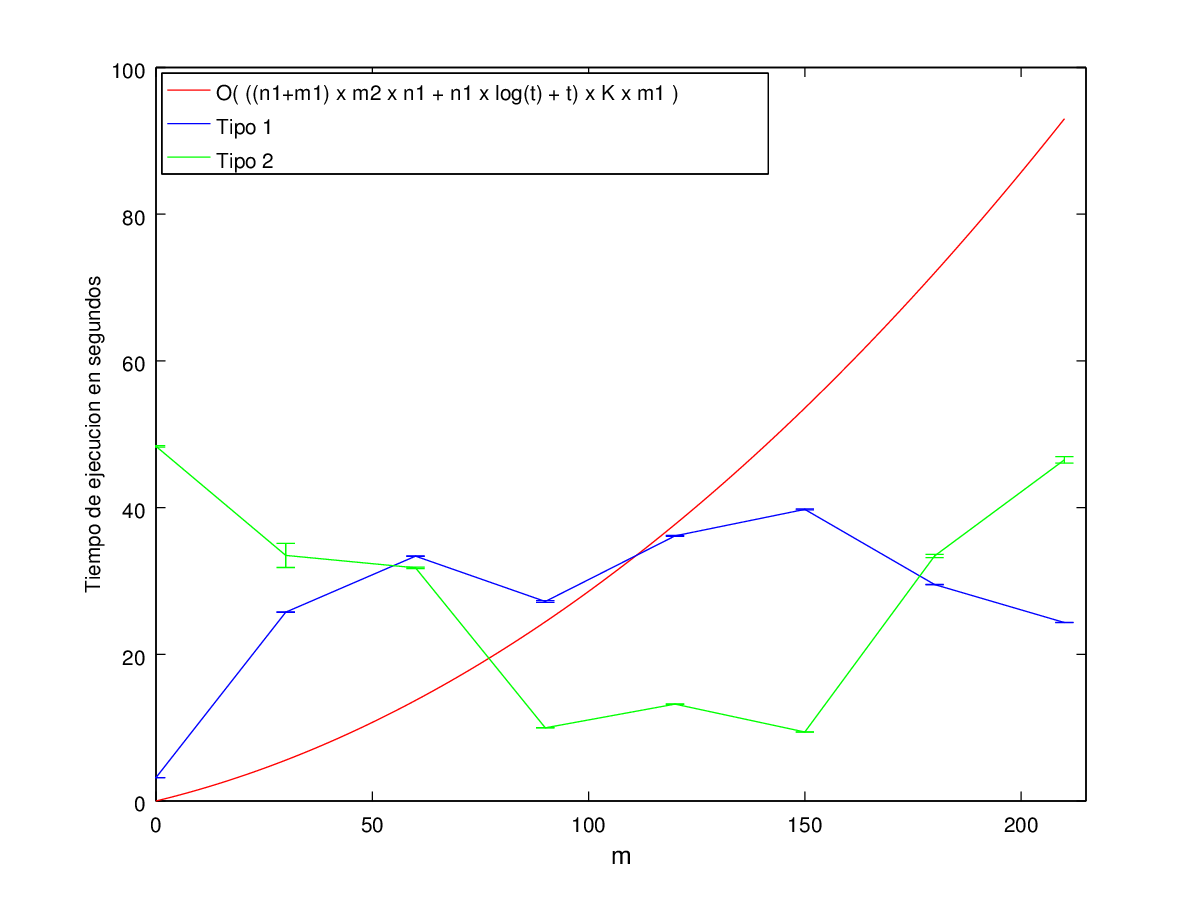 O( ((n1+m1) x m2 x n1 + n1 x log(t) + t) x K x m1 )
Tipo 1
Tipo 2
100
80
60
40
20
0
Tiempo de ejecucion en segundos
0 50 100 150 200
m